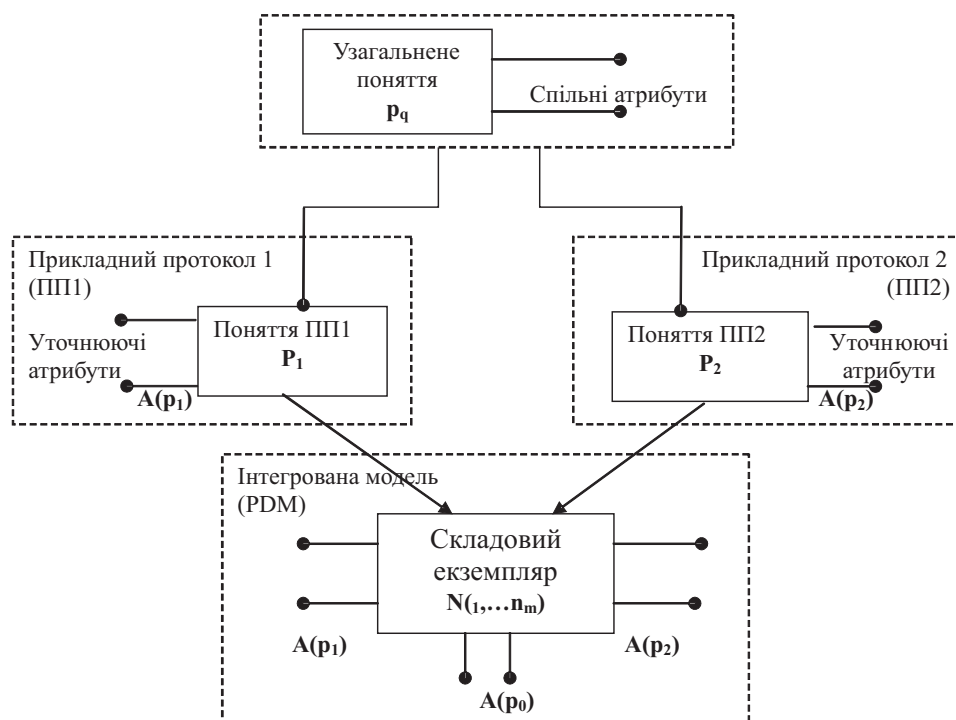 Узагальнене
поняття
p_q
Спільні атрибути
Прикладний протокол 1
(ПП1)
Поняття ПП1
P₁
Уточнюючі
атрибути
A(p₁)
Прикладний протокол 2
(ПП2)
Поняття ПП2
P₂
Уточнюючі
атрибути
A(p₂)
Інтегрована модель
(PDM)
Складовий
екземпляр
N(₁,…nₘ)
A(p₁)
A(p₂)
A(p₀)